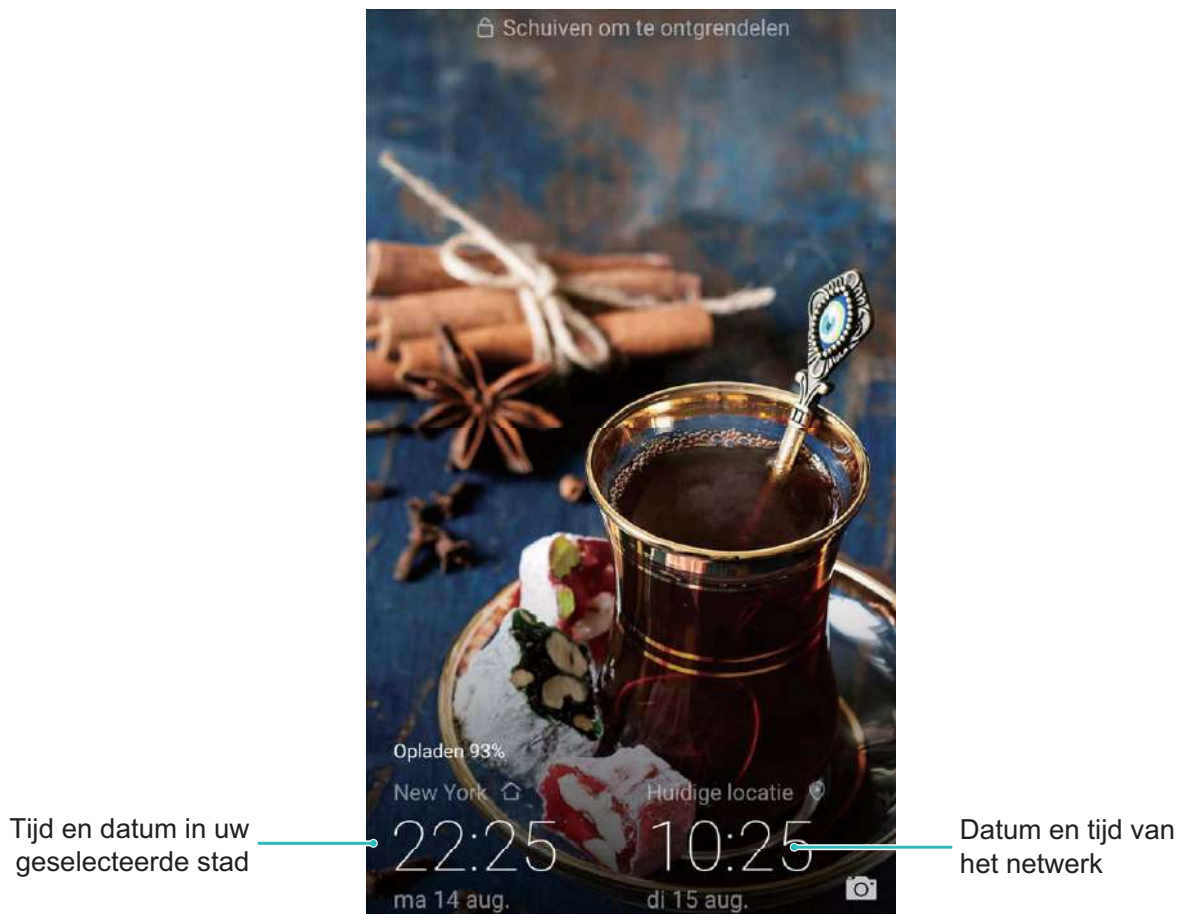 Schuiven om te ontgrendelen
Opladen 93%
New York
Huidige locatie
22:25
10:25
ma 14 aug.
di 15 aug.
Tijd en datum in uw
geselecteerde stad
Datum en tijd van
het netwerk